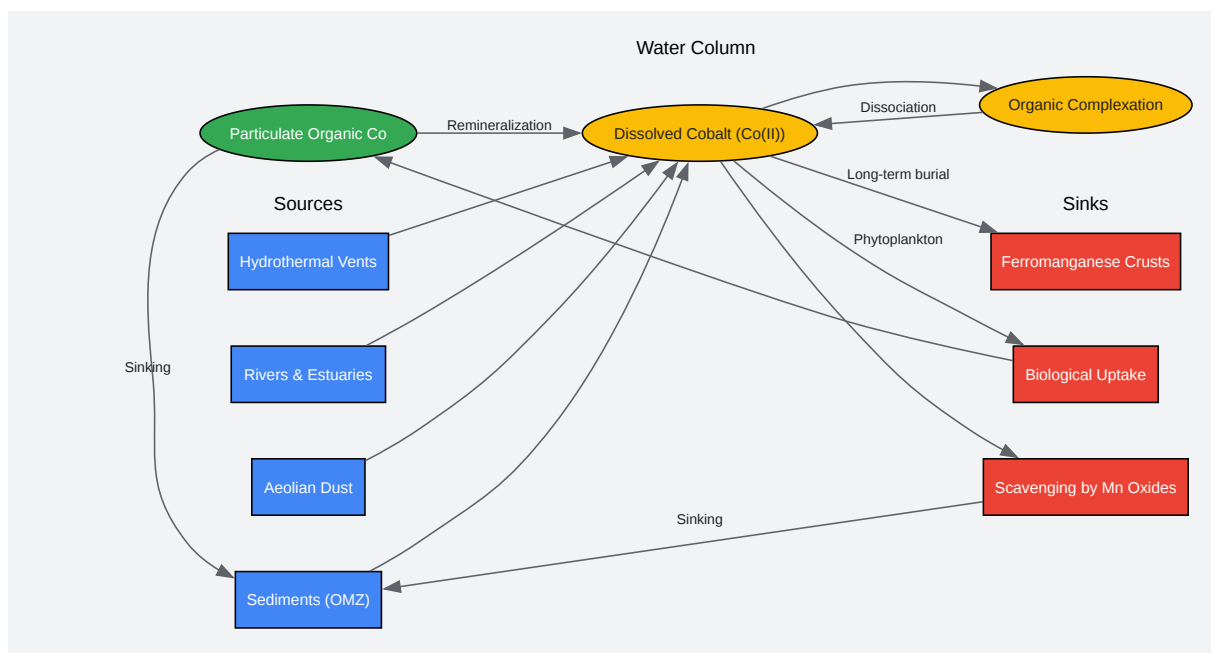 Water Column
Organic Complexation
Dissociation
Particulate Organic Co
Remineralization
Dissolved Cobalt (Co(II))
Long-term burial
Sources
Sinks
Hydrothermal Vents
Phytoplankton
Ferromanganese Crusts
Sinking
Rivers & Estuaries
Biological Uptake
Aeolian Dust
Scavenging by Mn Oxides
Sinking
Sediments (OMZ)